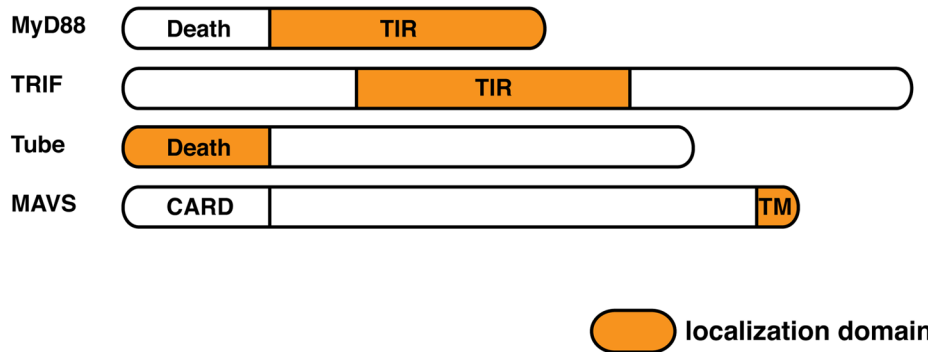 MyD88 Death TIR
TRIF TIR
Tube Death
MAVS CARD TM
localization domain